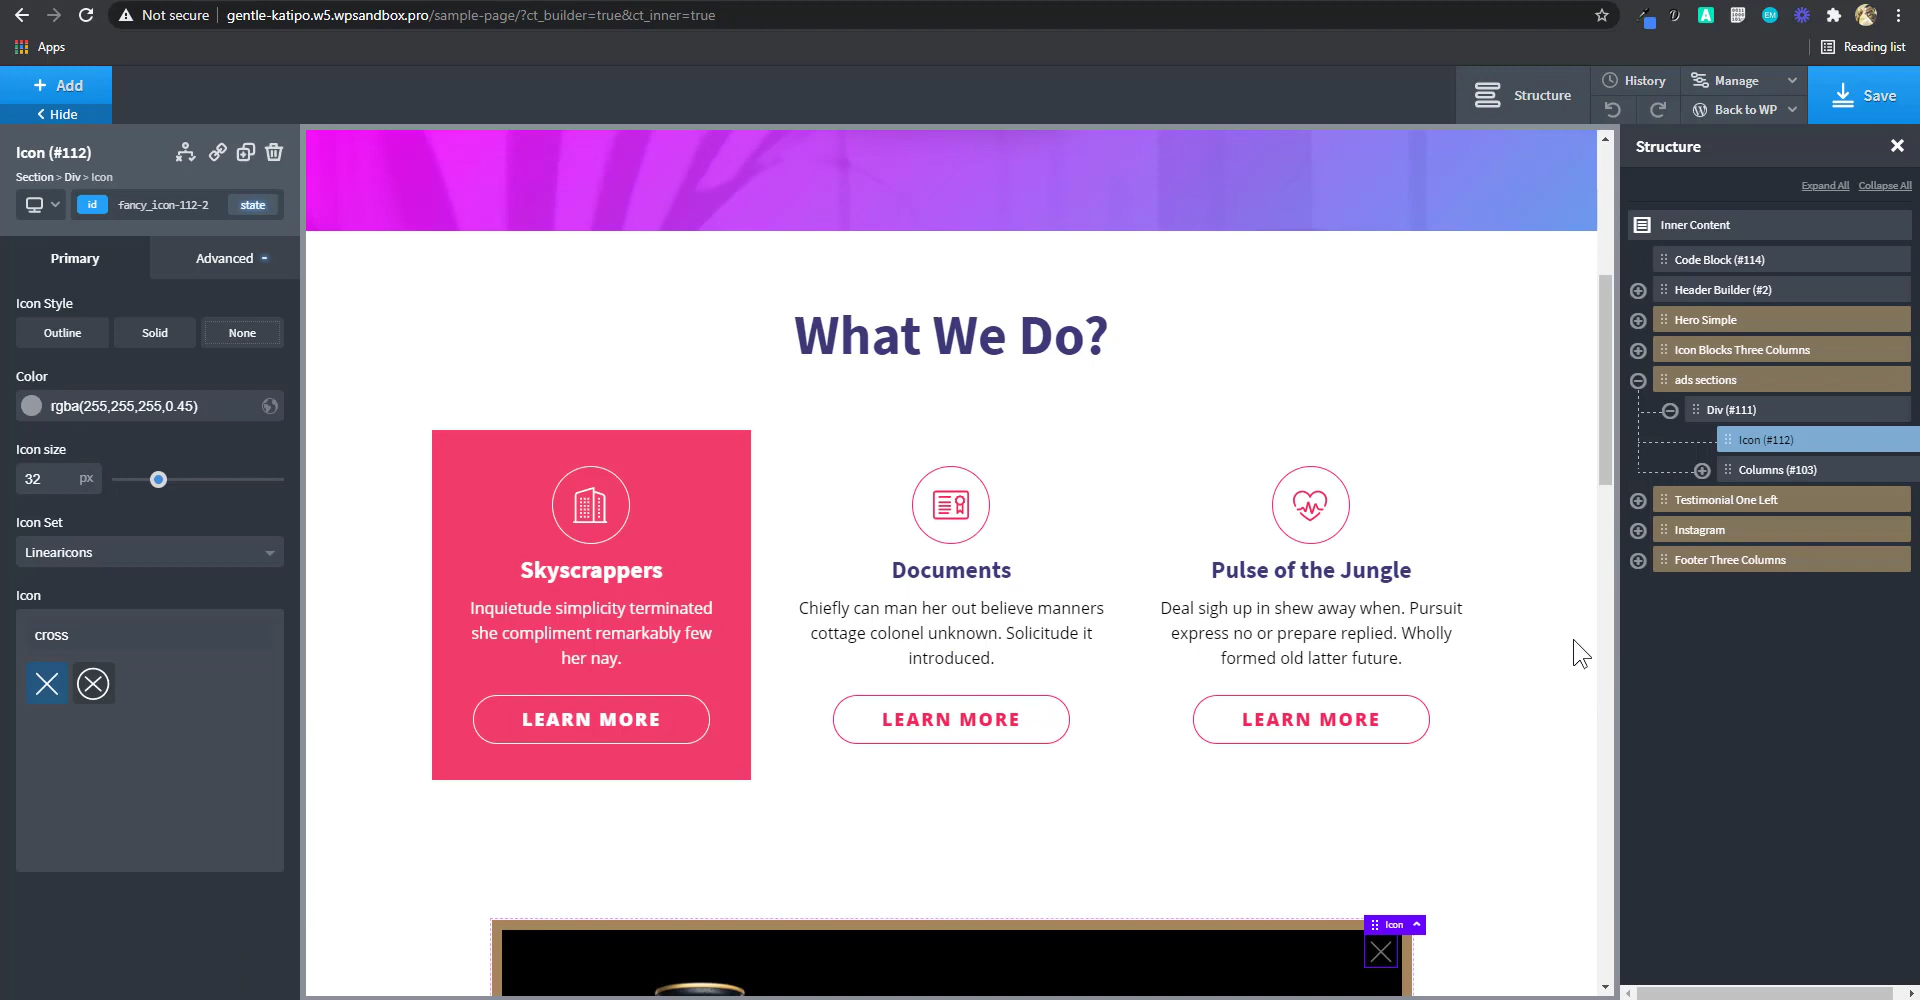 Not secure
gentle-katipo.w5.wpsandbox.pro/sample-page/?ct_builder=true&ct_inner=true
Apps
Reading list
+ Add
Hide
Structure
History
Manage
Back to WP
Save
Icon (#112)
Section > Div > Icon
id fancy_icon-112-2 state
Primary
Advanced
Icon Style
Outline
Solid
None
Color
rgba(255,255,255,0.45)
Icon size
32 px
Icon Set
Linearicons
Icon
cross
What We Do?
Skyscrappers
Inquietude simplicity terminated
she compliment remarkably few
her nay.
LEARN MORE
Documents
Chiefly can man her out believe manners
cottage colonel unknown. Solicitude it
introduced.
LEARN MORE
Pulse of the Jungle
Deal sigh up in shew away when. Pursuit
express no or prepare replied. Wholly
formed old latter future.
LEARN MORE
Icon
Structure
Expand All
Collapse All
Inner Content
Code Block (#114)
Header Builder (#2)
Hero Simple
Icon Blocks Three Columns
ads sections
Div (#111)
Icon (#112)
Columns (#103)
Testimonial One Left
Instagram
Footer Three Columns